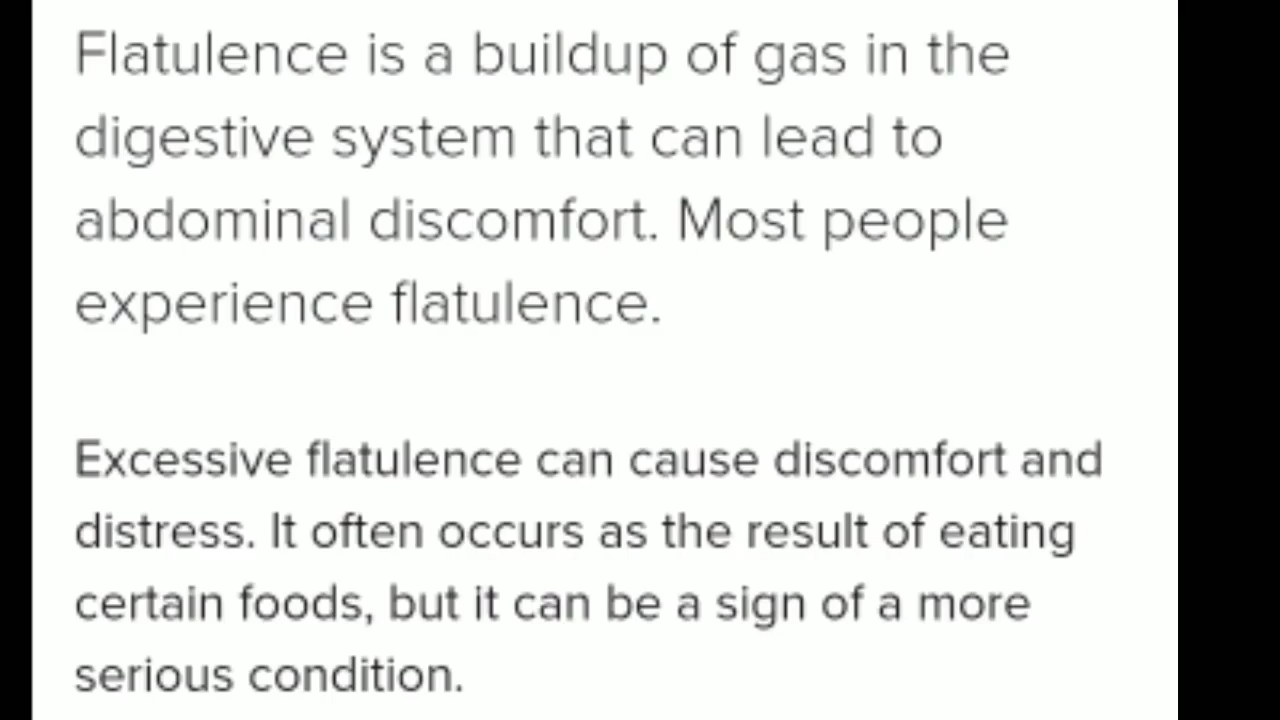 Flatulence is a buildup of gas in the
digestive system that can lead to
abdominal discomfort. Most people
experience flatulence.
Excessive flatulence can cause discomfort and
distress. It often occurs as the result of eating
certain foods, but it can be a sign of a more
serious condition.